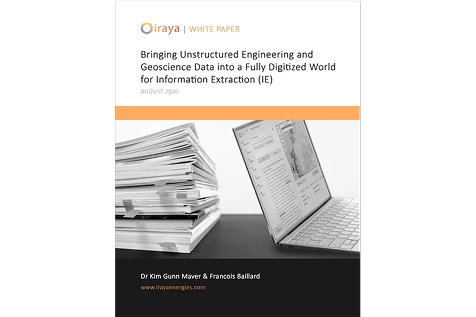 iraya | WHITE PAPER
Bringing Unstructured Engineering and
Geoscience Data into a Fully Digitized World
for Information Extraction (IE)
AUGUST 2020
Dr Kim Gunn Maver & Francois Baillard
www.irayaenergies.com